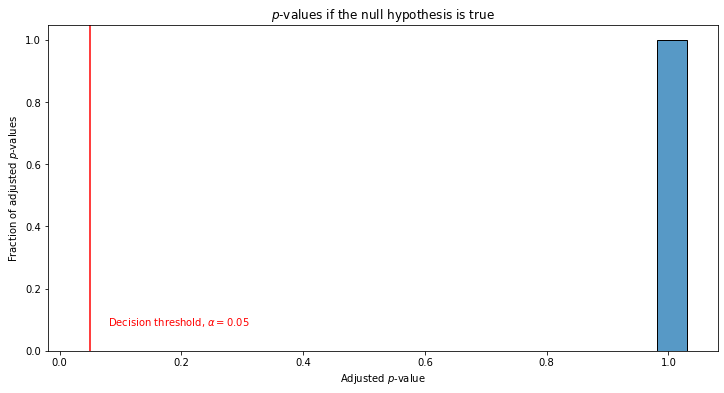 p-values if the null hypothesis is true
Fraction of adjusted p-values
1.0
0.8
0.6
0.4
0.2
0.0
Decision threshold, α = 0.05
0.0 0.2 0.4 0.6 0.8 1.0
Adjusted p-value